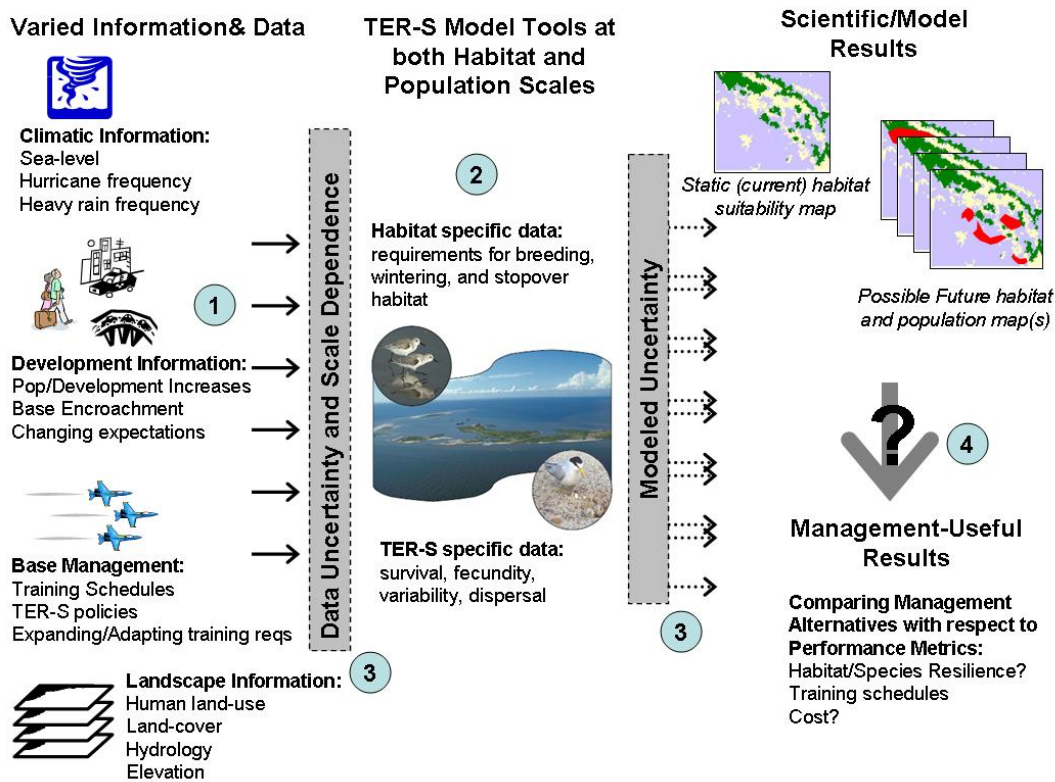 Varied Information& Data
Climatic Information:
Sea-level
Hurricane frequency
Heavy rain frequency
1
Development Information:
Pop/Development Increases
Base Encroachment
Changing expectations
Base Management:
Training Schedules
TER-S policies
Expanding/Adapting training reqs
Landscape Information:
Human land-use
Land-cover
Hydrology
Elevation
Data Uncertainty and Scale Dependence
3
TER-S Model Tools at
both Habitat and
Population Scales
2
Habitat specific data:
requirements for breeding,
wintering, and stopover
habitat
TER-S specific data:
survival, fecundity,
variability, dispersal
Modeled Uncertainty
3
Scientific/Model
Results
Static (current) habitat
suitability map
Possible Future habitat
and population map(s)
?
4
Management-Useful
Results
Comparing Management
Alternatives with respect to
Performance Metrics:
Habitat/Species Resilience?
Training schedules
Cost?